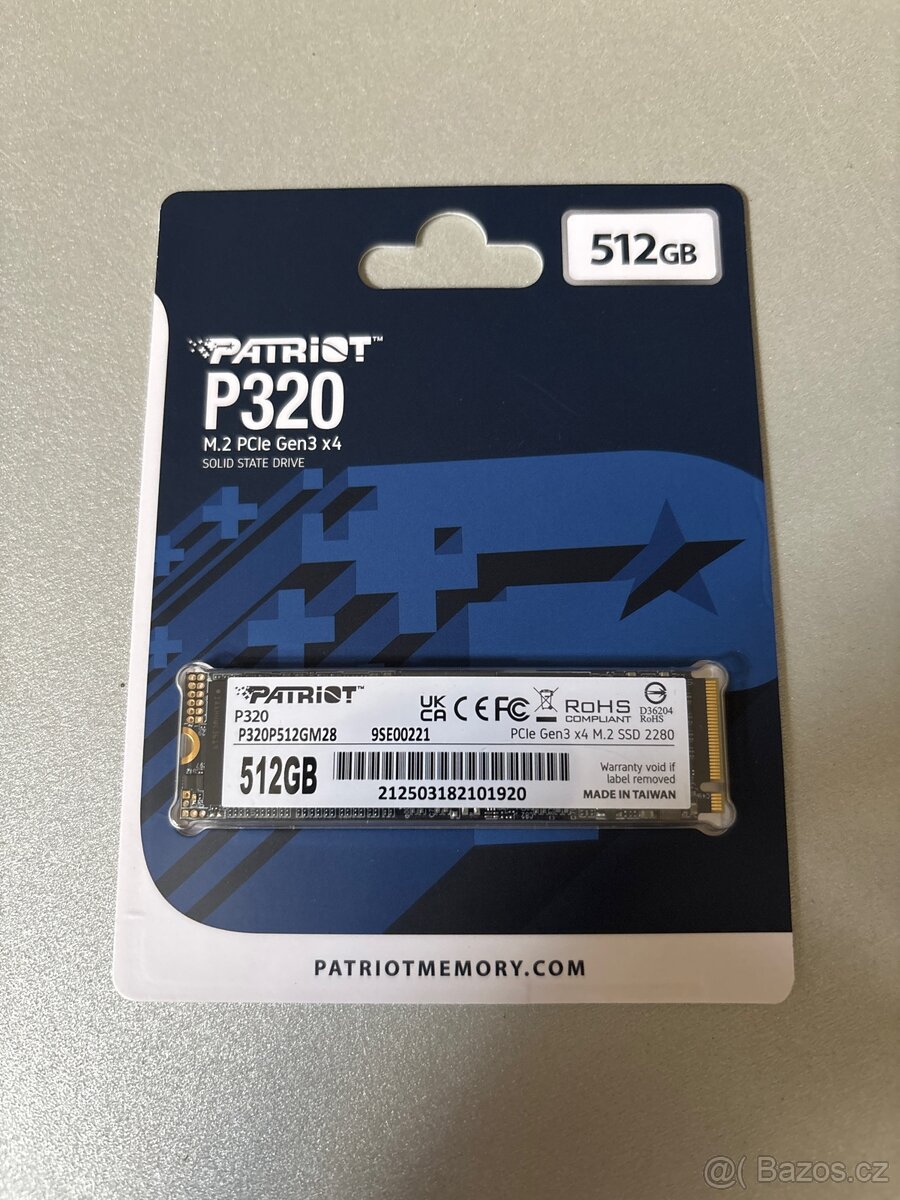 512GB
PATRIOT™
P320
M.2 PCIe Gen3 x4
SOLID STATE DRIVE
PATRIOT™
P320
P320P512GM28 9SE00221
512GB
212503182101920
UK
CA CE FC RoHS
COMPLIANT D36204
RoHS
PCIe Gen3 x4 M.2 SSD 2280
Warranty void if
label removed
MADE IN TAIWAN
PATRIOTMEMORY.COM
@( Bazos.cz